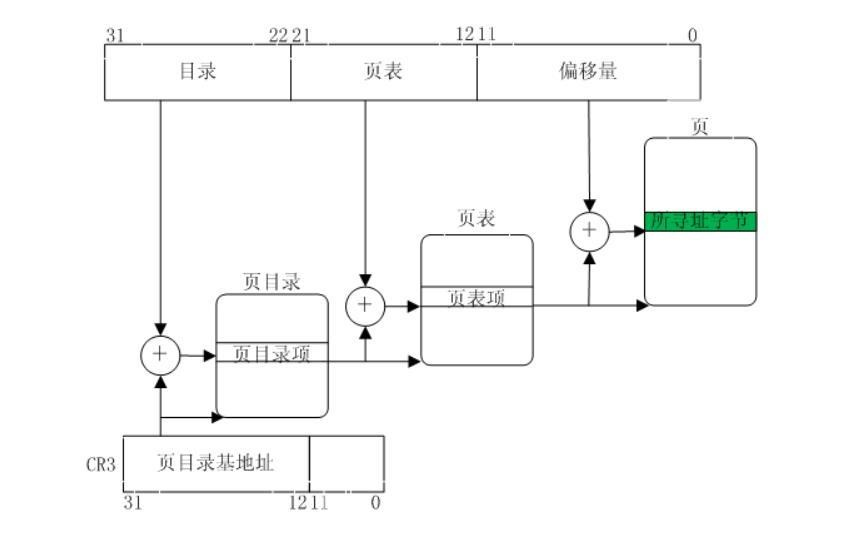 31 22 21 12 11 0
目录 页表 偏移量
页
所寻址字节
页表
页目录
页表项
页目录项
CR3 页目录基地址
31 12 11 0